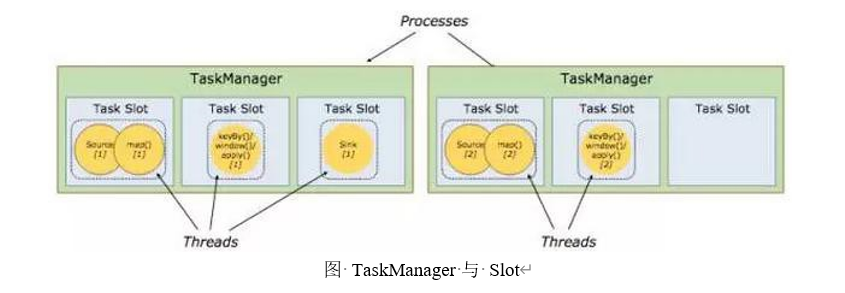 Processes
TaskManager
TaskManager
Task Slot
Task Slot
Task Slot
Task Slot
Task Slot
Task Slot
Source
[1]
map()
[1]
keyBy()/
window()/
apply()
[1]
Sink
[1]
Source
[2]
map()
[2]
keyBy()/
window()/
apply()
[2]
Threads
Threads
图· TaskManager·与· Slot↵